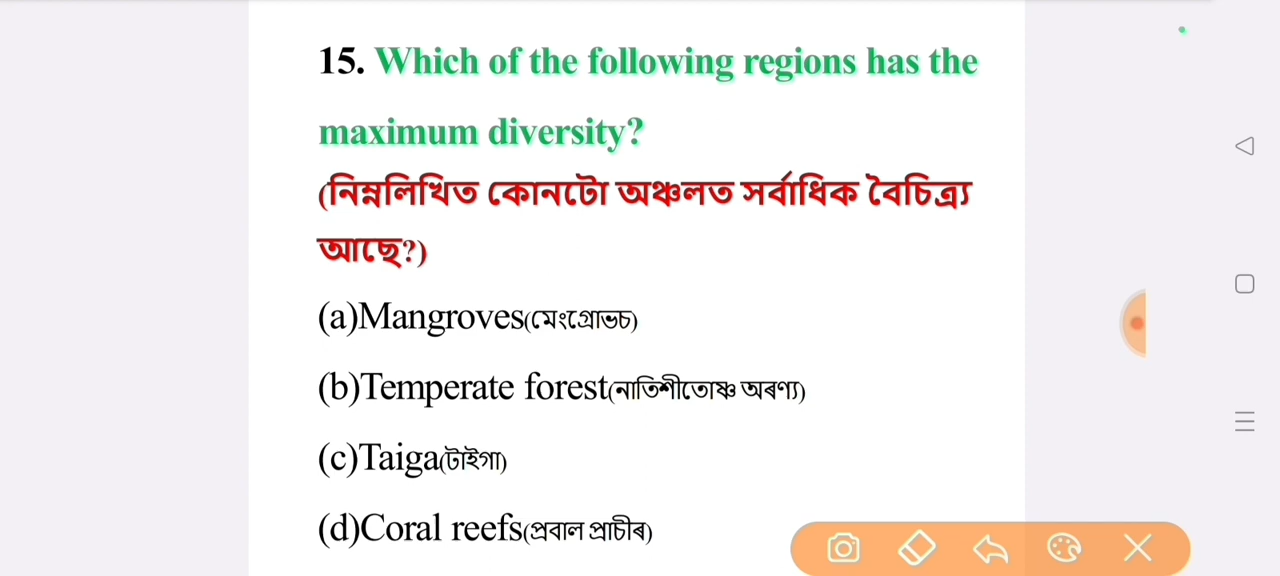 15. Which of the following regions has the
maximum diversity?
(নিম্নলিখিত কোনটো অঞ্চলত সৰ্বাধিক বৈচিত্ৰ্য
আছে?)
(a)Mangroves(মেংগ্ৰোভচ)
(b)Temperate forest(নাতিশীতোষ্ণ অৰণ্য)
(c)Taiga(টাইগা)
(d)Coral reefs(প্ৰবাল প্ৰাচীৰ)